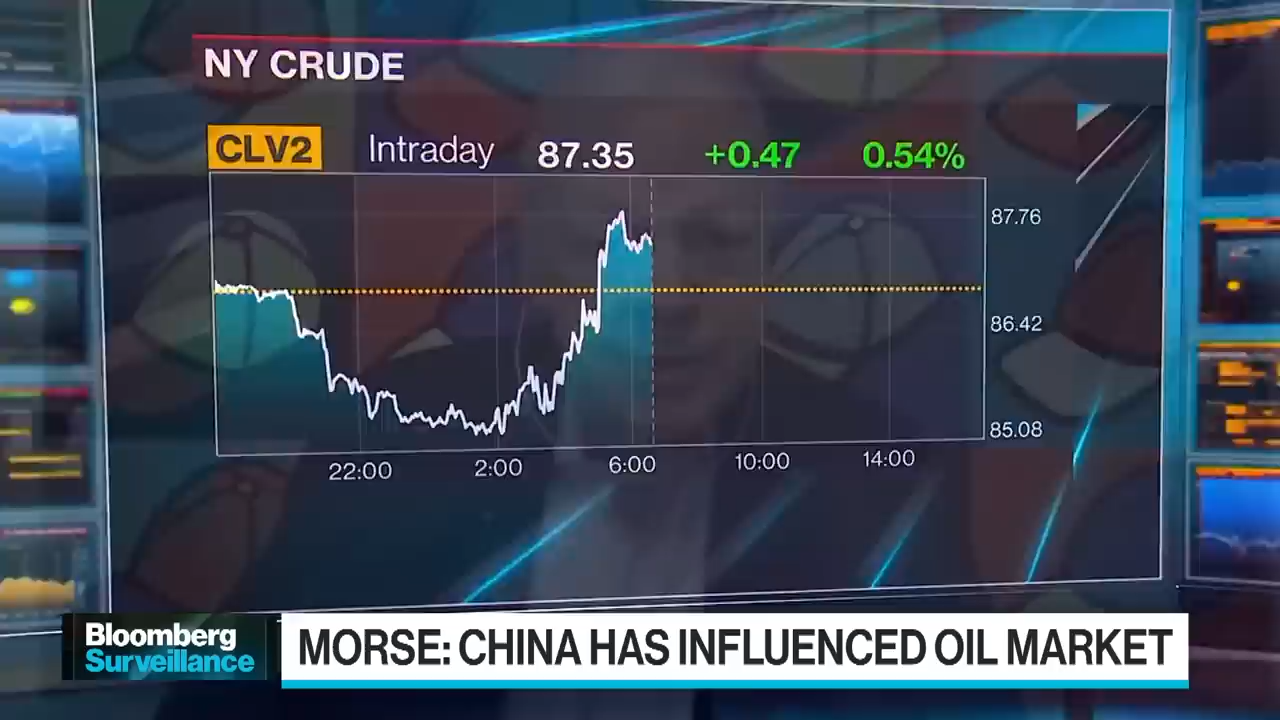 NY CRUDE
CLV2 Intraday 87.35 +0.47 0.54%
87.76
86.42
85.08
22:00 2:00 6:00 10:00 14:00
Bloomberg
Surveillance
MORSE: CHINA HAS INFLUENCED OIL MARKET